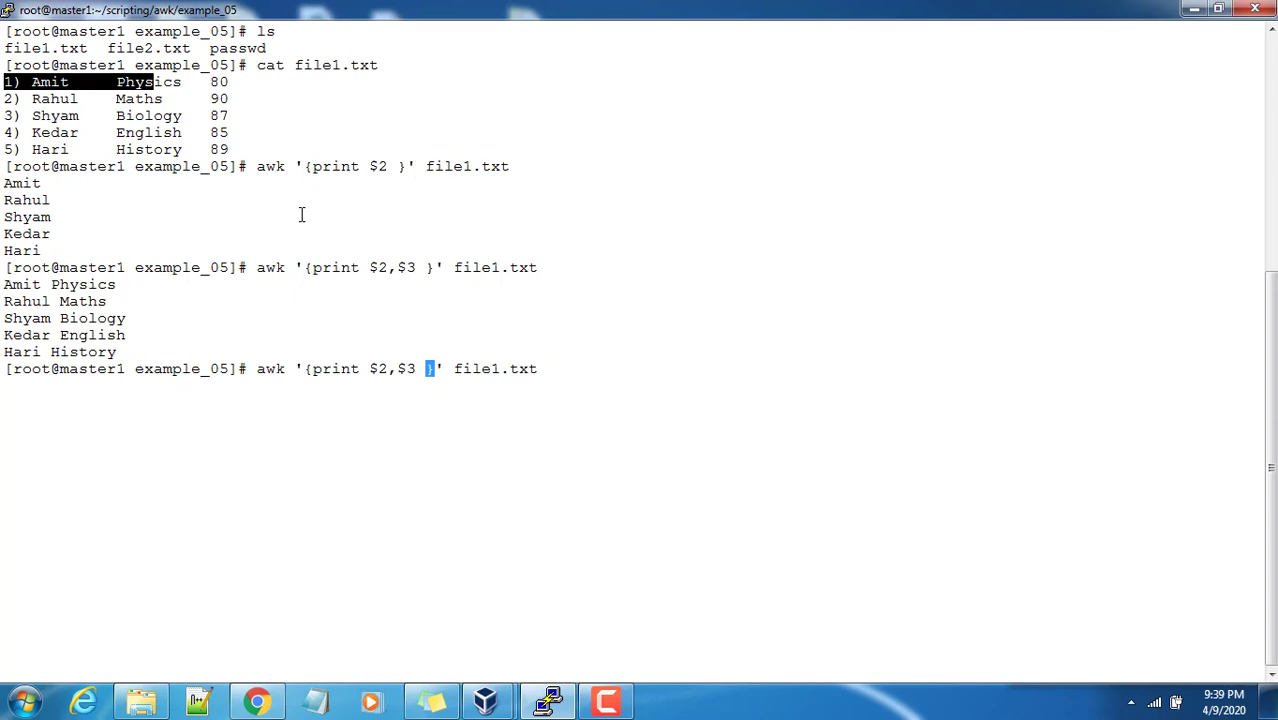 root@master1:~/scripting/awk/example_05
[root@master1 example_05]# ls
file1.txt  file2.txt  passwd
[root@master1 example_05]# cat file1.txt
1) Amit     Physics   80
2) Rahul    Maths     90
3) Shyam    Biology   87
4) Kedar    English   85
5) Hari     History   89
[root@master1 example_05]# awk '{print $2 }' file1.txt
Amit
Rahul
Shyam
Kedar
Hari
[root@master1 example_05]# awk '{print $2,$3 }' file1.txt
Amit Physics
Rahul Maths
Shyam Biology
Kedar English
Hari History
[root@master1 example_05]# awk '{print $2,$3 }' file1.txt
9:39 PM
4/9/2020